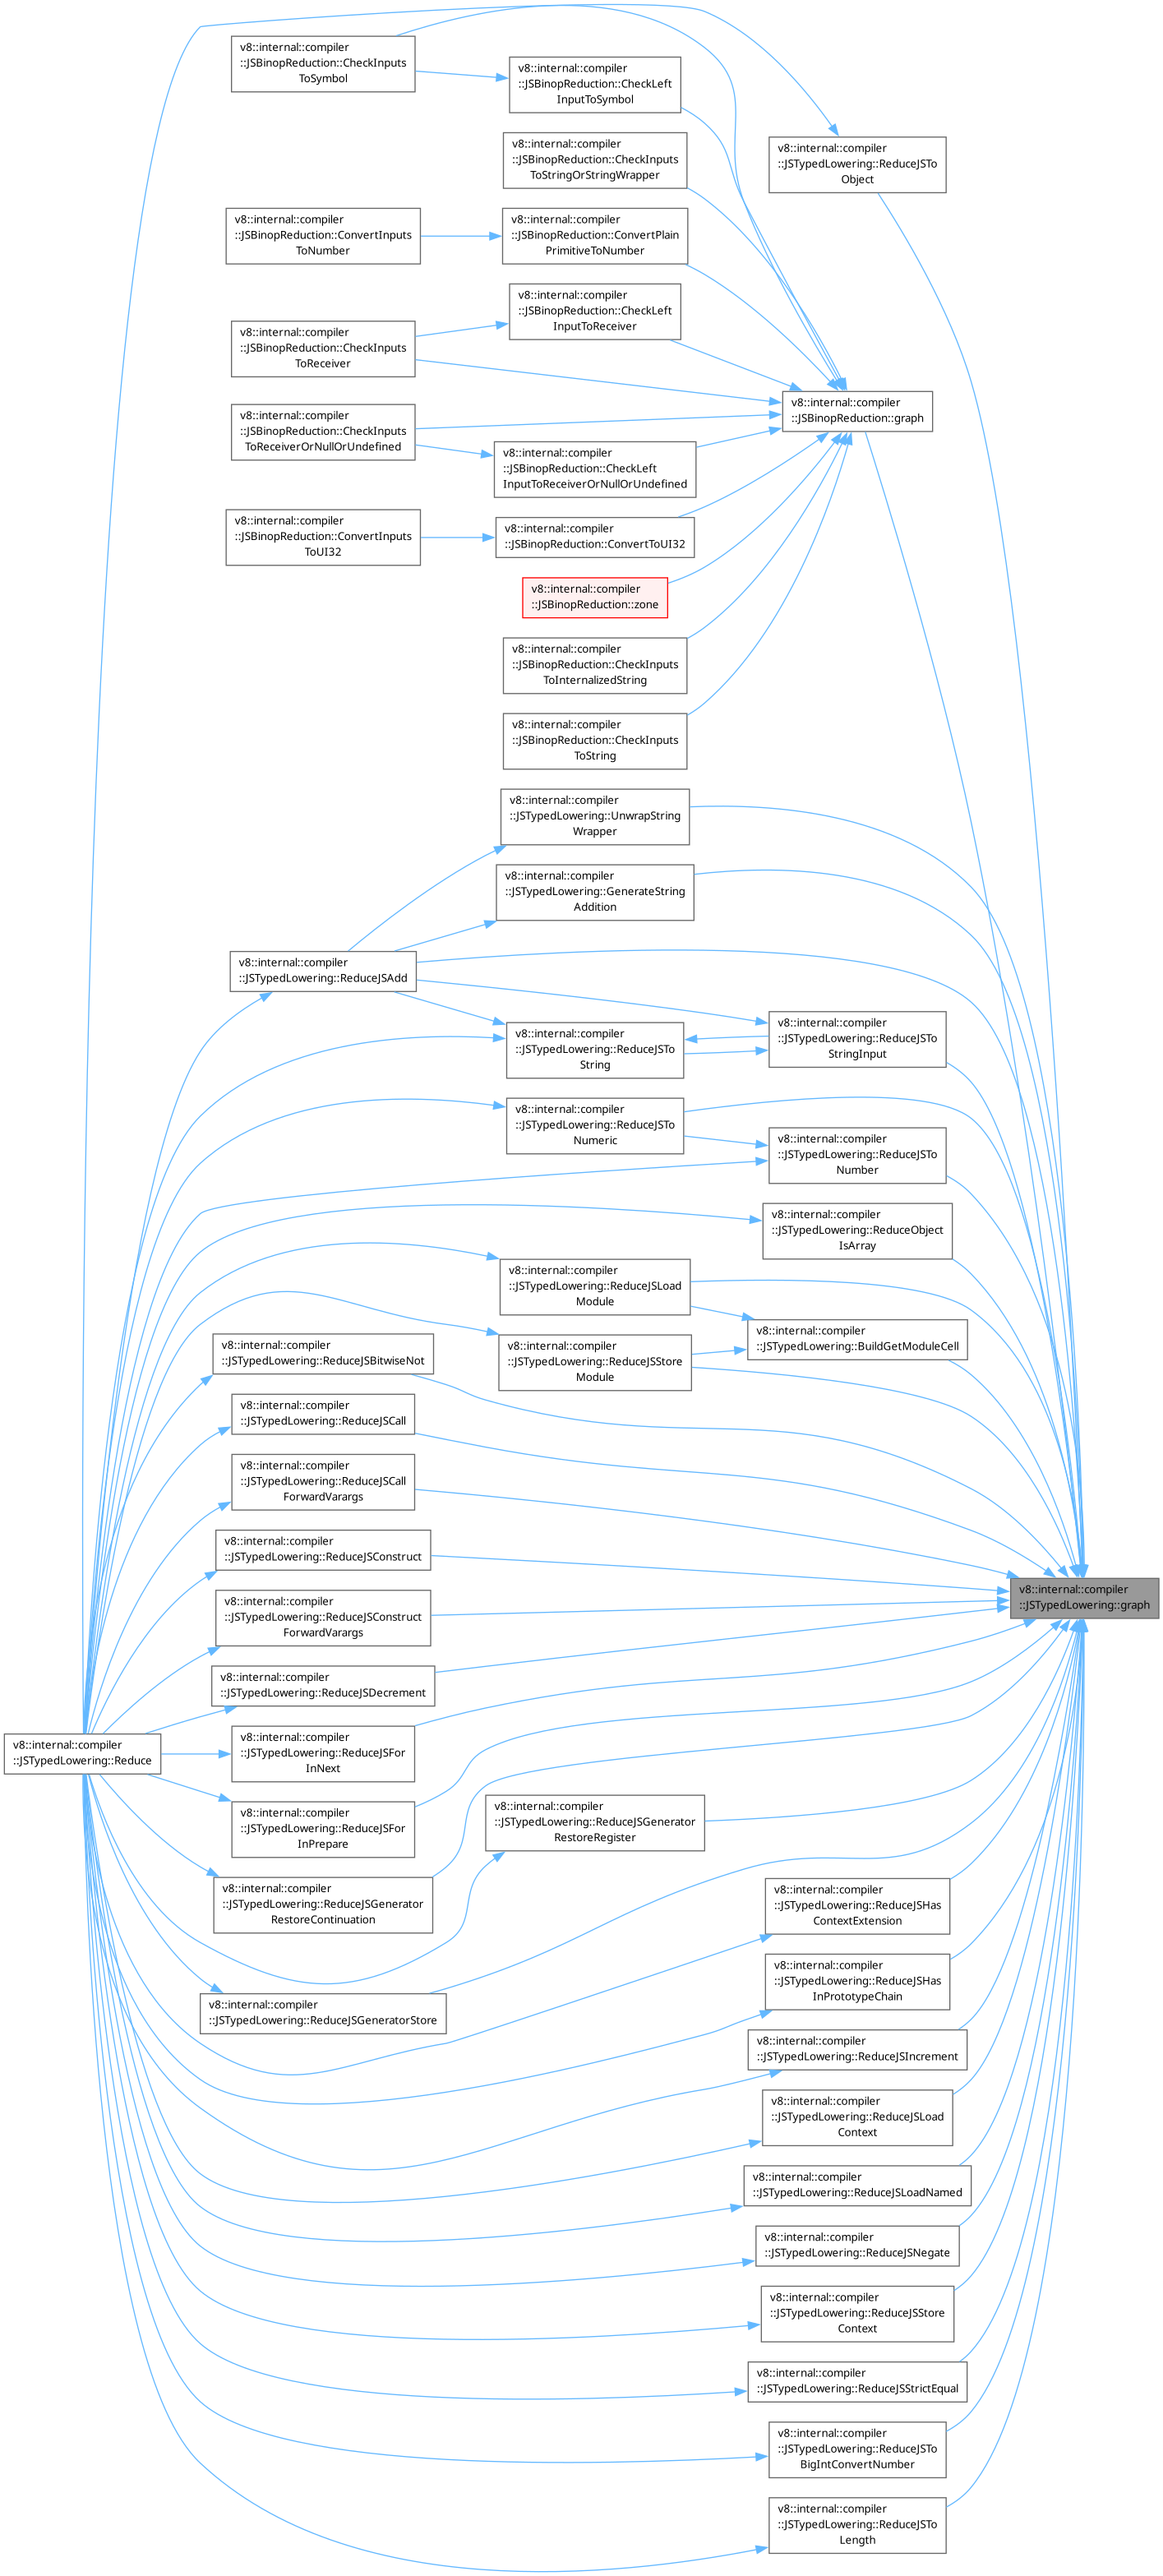 v8::internal::compiler
::JSBinopReduction::CheckInputs
ToSymbol
v8::internal::compiler
::JSBinopReduction::CheckLeft
InputToSymbol
v8::internal::compiler
::JSBinopReduction::CheckInputs
ToStringOrStringWrapper
v8::internal::compiler
::JSTypedLowering::ReduceJSTo
Object
v8::internal::compiler
::JSBinopReduction::ConvertInputs
ToNumber
v8::internal::compiler
::JSBinopReduction::ConvertPlain
PrimitiveToNumber
v8::internal::compiler
::JSBinopReduction::CheckLeft
InputToReceiver
v8::internal::compiler
::JSBinopReduction::CheckInputs
ToReceiver
v8::internal::compiler
::JSBinopReduction::graph
v8::internal::compiler
::JSBinopReduction::CheckInputs
ToReceiverOrNullOrUndefined
v8::internal::compiler
::JSBinopReduction::CheckLeft
InputToReceiverOrNullOrUndefined
v8::internal::compiler
::JSBinopReduction::ConvertInputs
ToUI32
v8::internal::compiler
::JSBinopReduction::ConvertToUI32
v8::internal::compiler
::JSBinopReduction::zone
v8::internal::compiler
::JSBinopReduction::CheckInputs
ToInternalizedString
v8::internal::compiler
::JSBinopReduction::CheckInputs
ToString
v8::internal::compiler
::JSTypedLowering::UnwrapString
Wrapper
v8::internal::compiler
::JSTypedLowering::GenerateString
Addition
v8::internal::compiler
::JSTypedLowering::ReduceJSAdd
v8::internal::compiler
::JSTypedLowering::ReduceJSTo
String
v8::internal::compiler
::JSTypedLowering::ReduceJSTo
StringInput
v8::internal::compiler
::JSTypedLowering::ReduceJSTo
Numeric
v8::internal::compiler
::JSTypedLowering::ReduceJSTo
Number
v8::internal::compiler
::JSTypedLowering::ReduceObject
IsArray
v8::internal::compiler
::JSTypedLowering::ReduceJSLoad
Module
v8::internal::compiler
::JSTypedLowering::BuildGetModuleCell
v8::internal::compiler
::JSTypedLowering::ReduceJSBitwiseNot
v8::internal::compiler
::JSTypedLowering::ReduceJSStore
Module
v8::internal::compiler
::JSTypedLowering::ReduceJSCall
v8::internal::compiler
::JSTypedLowering::ReduceJSCall
ForwardVarargs
v8::internal::compiler
::JSTypedLowering::ReduceJSConstruct
v8::internal::compiler
::JSTypedLowering::graph
v8::internal::compiler
::JSTypedLowering::ReduceJSConstruct
ForwardVarargs
v8::internal::compiler
::JSTypedLowering::ReduceJSDecrement
v8::internal::compiler
::JSTypedLowering::Reduce
v8::internal::compiler
::JSTypedLowering::ReduceJSFor
InNext
v8::internal::compiler
::JSTypedLowering::ReduceJSFor
InPrepare
v8::internal::compiler
::JSTypedLowering::ReduceJSGenerator
RestoreRegister
v8::internal::compiler
::JSTypedLowering::ReduceJSGenerator
RestoreContinuation
v8::internal::compiler
::JSTypedLowering::ReduceJSHas
ContextExtension
v8::internal::compiler
::JSTypedLowering::ReduceJSHas
InPrototypeChain
v8::internal::compiler
::JSTypedLowering::ReduceJSGeneratorStore
v8::internal::compiler
::JSTypedLowering::ReduceJSIncrement
v8::internal::compiler
::JSTypedLowering::ReduceJSLoad
Context
v8::internal::compiler
::JSTypedLowering::ReduceJSLoadNamed
v8::internal::compiler
::JSTypedLowering::ReduceJSNegate
v8::internal::compiler
::JSTypedLowering::ReduceJSStore
Context
v8::internal::compiler
::JSTypedLowering::ReduceJSStrictEqual
v8::internal::compiler
::JSTypedLowering::ReduceJSTo
BigIntConvertNumber
v8::internal::compiler
::JSTypedLowering::ReduceJSTo
Length